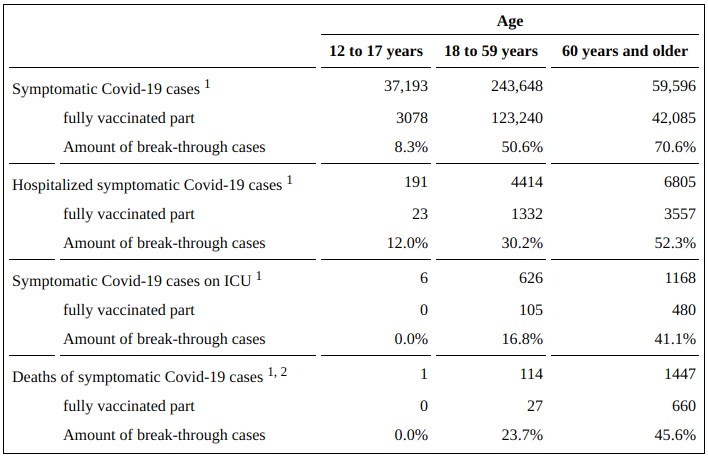 Age
12 to 17 years 18 to 59 years 60 years and older
Symptomatic Covid-19 cases 1 37,193 243,648 59,596
fully vaccinated part 3078 123,240 42,085
Amount of break-through cases 8.3% 50.6% 70.6%
Hospitalized symptomatic Covid-19 cases 1 191 4414 6805
fully vaccinated part 23 1332 3557
Amount of break-through cases 12.0% 30.2% 52.3%
Symptomatic Covid-19 cases on ICU 1 6 626 1168
fully vaccinated part 0 105 480
Amount of break-through cases 0.0% 16.8% 41.1%
Deaths of symptomatic Covid-19 cases 1, 2 1 114 1447
fully vaccinated part 0 27 660
Amount of break-through cases 0.0% 23.7% 45.6%